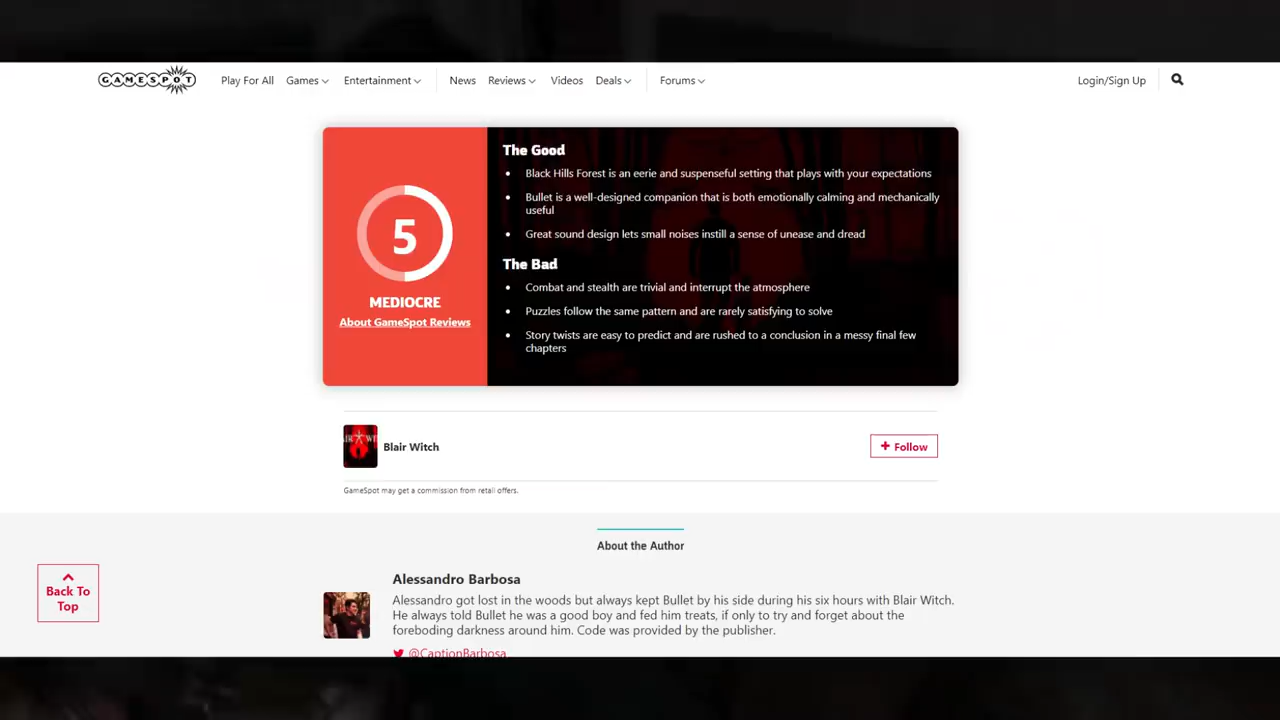 GAMESPOT Play For All Games Entertainment News Reviews Videos Deals Forums Login/Sign Up
5
MEDIOCRE
About GameSpot Reviews
The Good
Black Hills Forest is an eerie and suspenseful setting that plays with your expectations
Bullet is a well-designed companion that is both emotionally calming and mechanically
useful
Great sound design lets small noises instill a sense of unease and dread
The Bad
Combat and stealth are trivial and interrupt the atmosphere
Puzzles follow the same pattern and are rarely satisfying to solve
Story twists are easy to predict and are rushed to a conclusion in a messy final few
chapters
Blair Witch
+ Follow
GameSpot may get a commission from retail offers.
About the Author
Back To
Top
Alessandro Barbosa
Alessandro got lost in the woods but always kept Bullet by his side during his six hours with Blair Witch.
He always told Bullet he was a good boy and fed him treats, if only to try and forget about the
foreboding darkness around him. Code was provided by the publisher.
@CaptionBarbosa